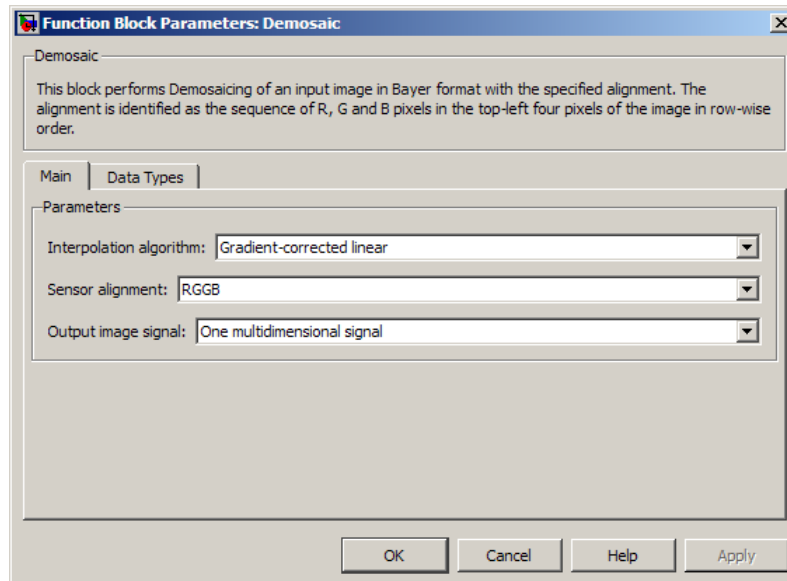 Function Block Parameters: Demosaic
Demosaic
This block performs Demosaicing of an input image in Bayer format with the specified alignment. The
alignment is identified as the sequence of R, G and B pixels in the top-left four pixels of the image in row-wise
order.
Main Data Types
Parameters
Interpolation algorithm: Gradient-corrected linear
Sensor alignment: RGGB
Output image signal: One multidimensional signal
OK Cancel Help Apply